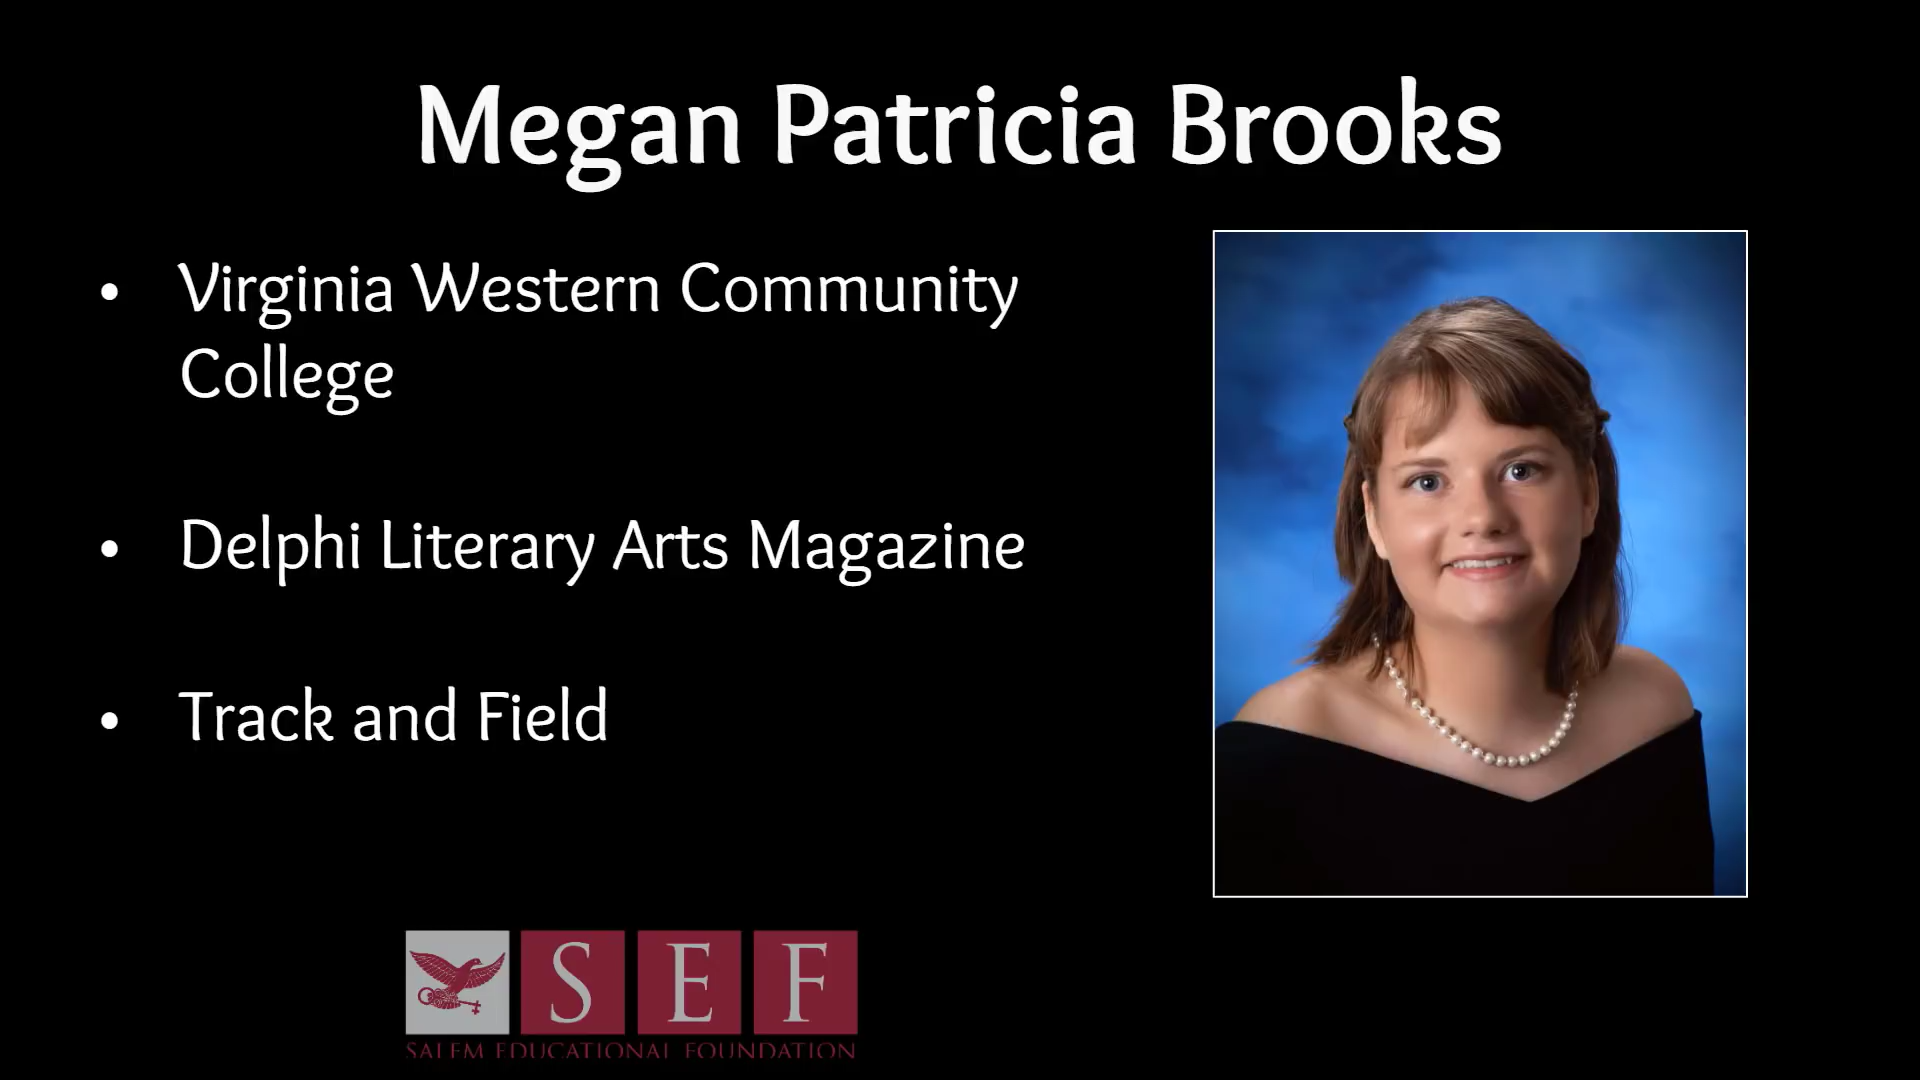 Megan Patricia Brooks
• Virginia Western Community
College
• Delphi Literary Arts Magazine
• Track and Field
S E F
SALEM EDUCATIONAL FOUNDATION